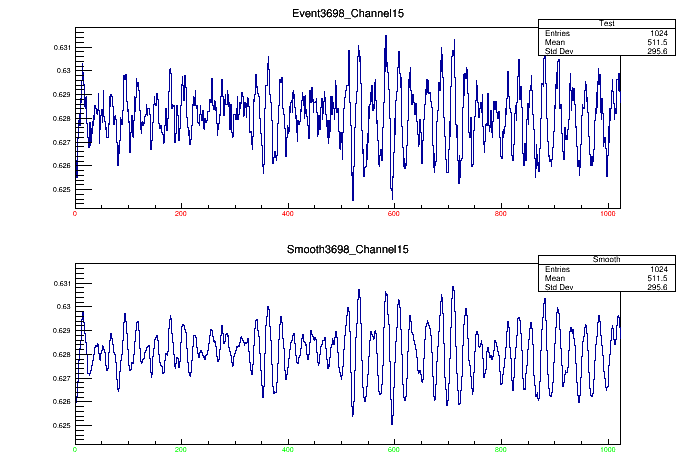 Event3698_Channel15
Test
Entries 1024
Mean 511.5
Std Dev 295.6
0.631
0.63
0.629
0.628
0.627
0.626
0.625
0 200 400 600 800 1000
Smooth3698_Channel15
Smooth
Entries 1024
Mean 511.5
Std Dev 295.6
0.631
0.63
0.629
0.628
0.627
0.626
0.625
0 200 400 600 800 1000